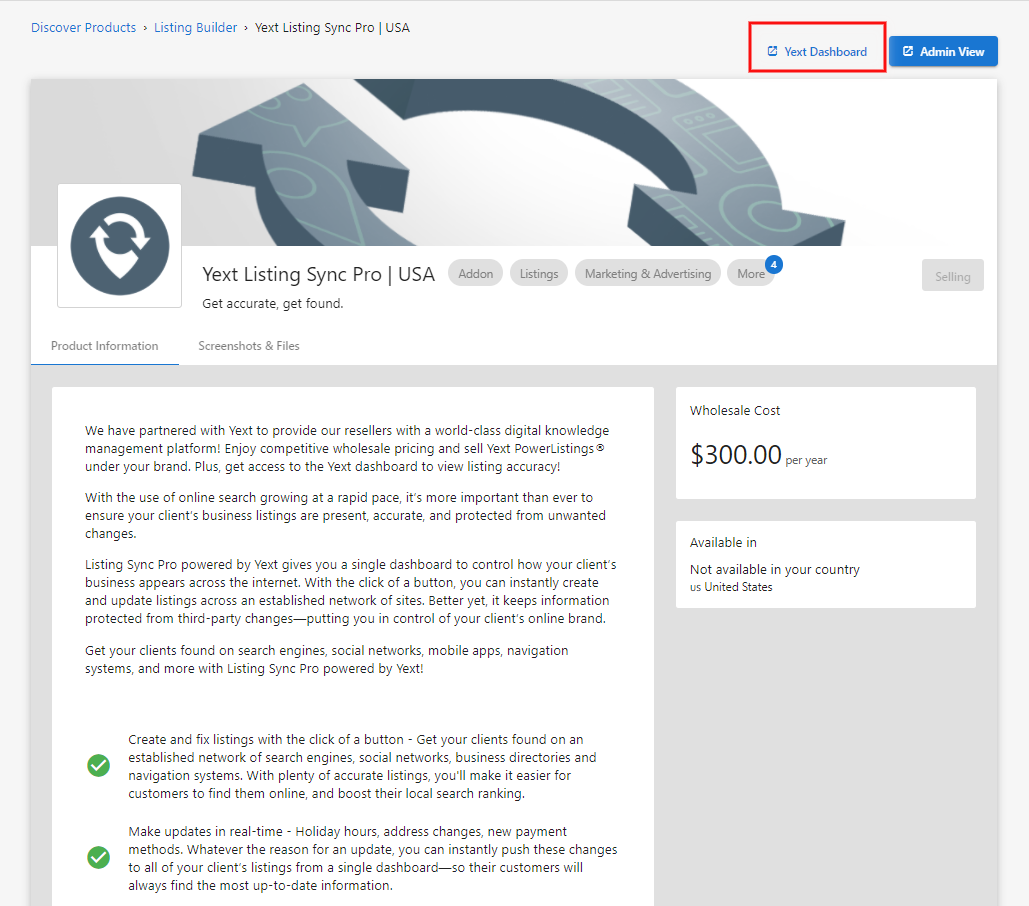 Discover Products › Listing Builder › Yext Listing Sync Pro | USA
Yext Dashboard
Admin View
Yext Listing Sync Pro | USA
Addon
Listings
Marketing & Advertising
More
4
Selling
Get accurate, get found.
Product Information
Screenshots & Files
We have partnered with Yext to provide our resellers with a world-class digital knowledge
management platform! Enjoy competitive wholesale pricing and sell Yext PowerListings®
under your brand. Plus, get access to the Yext dashboard to view listing accuracy!
With the use of online search growing at a rapid pace, it’s more important than ever to
ensure your client’s business listings are present, accurate, and protected from unwanted
changes.
Listing Sync Pro powered by Yext gives you a single dashboard to control how your client’s
business appears across the internet. With the click of a button, you can instantly create
and update listings across an established network of sites. Better yet, it keeps information
protected from third-party changes—putting you in control of your client’s online brand.
Get your clients found on search engines, social networks, mobile apps, navigation
systems, and more with Listing Sync Pro powered by Yext!
Create and fix listings with the click of a button - Get your clients found on an
established network of search engines, social networks, business directories and
navigation systems. With plenty of accurate listings, you’ll make it easier for
customers to find them online, and boost their local search ranking.
Make updates in real-time - Holiday hours, address changes, new payment
methods. Whatever the reason for an update, you can instantly push these changes
to all of your client’s listings from a single dashboard—so their customers will
always find the most up-to-date information.
Wholesale Cost
$300.00 per year
Available in
Not available in your country
us United States